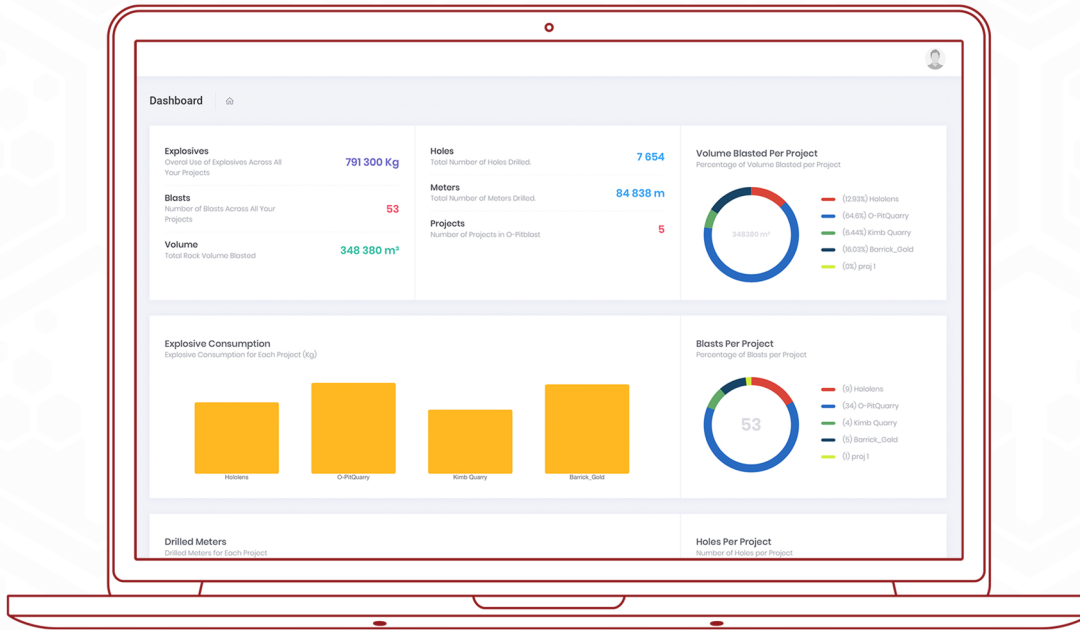 Dashboard
Explosives
Overal Use of Explosives Across All
Your Projects
791 300 Kg
Blasts
Number of Blasts Across All Your
Projects
53
Volume
Total Rock Volume Blasted
348 380 m³
Holes
Total Number of Holes Drilled.
7 654
Meters
Total Number of Meters Drilled.
84 838 m
Projects
Number of Projects in O-Pitblast
5
Volume Blasted Per Project
Percentage of Volume Blasted per Project
348380 m³
(12.93%) Hololens
(64.6%) O-PitQuarry
(6.44%) Kimb Quarry
(16.03%) Barrick_Gold
(0%) proj 1
Explosive Consumption
Explosive Consumption for Each Project (Kg)
Hololens
O-PitQuarry
Kimb Quarry
Barrick_Gold
Blasts Per Project
Percentage of Blasts per Project
53
(9) Hololens
(34) O-PitQuarry
(4) Kimb Quarry
(5) Barrick_Gold
(1) proj 1
Drilled Meters
Drilled Meters for Each Project
Holes Per Project
Number of Holes per Project